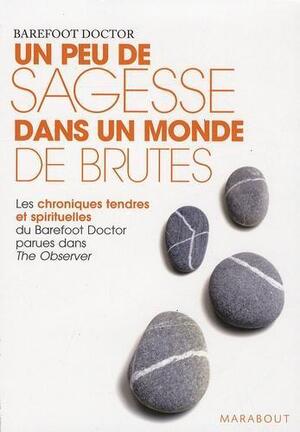 BAREFOOT DOCTOR
UN PEU DE
SAGESSE
DANS UN MONDE
DE BRUTES
Les chroniques tendres
et spirituelles
du Barefoot Doctor
parues dans
The Observer
MARABOUT